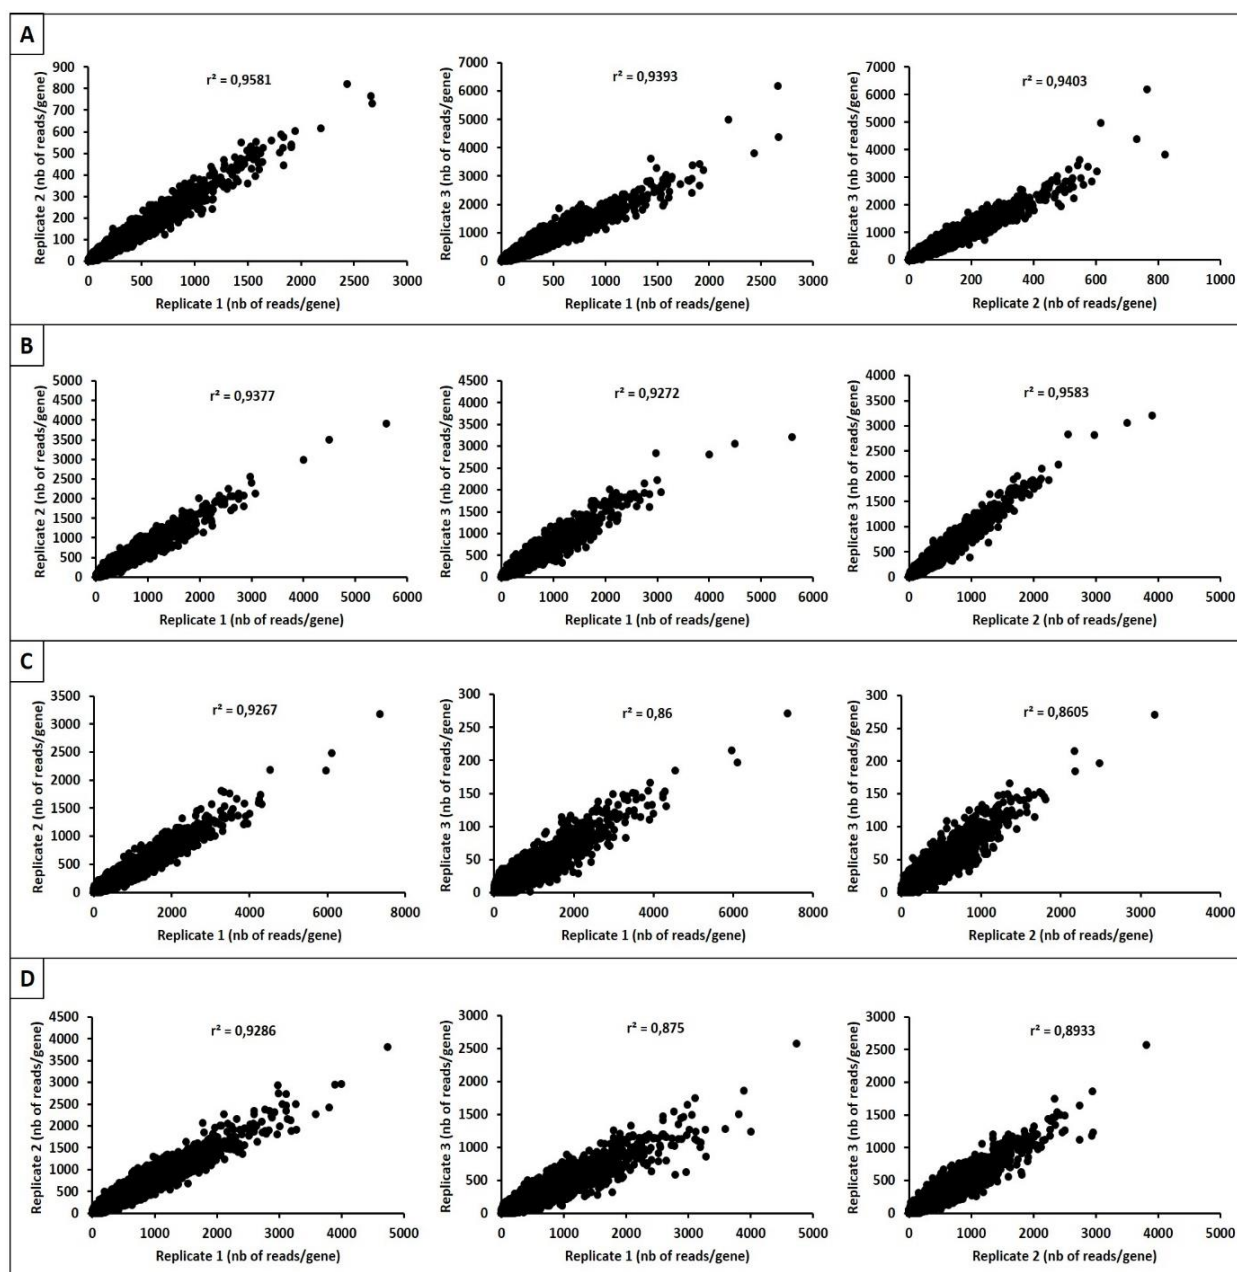 A
r² = 0,9581
Replicate 2 (nb of reads/gene)
900
800
700
600
500
400
300
200
100
0
0 500 1000 1500 2000 2500 3000
Replicate 1 (nb of reads/gene)
r² = 0,9393
Replicate 3 (nb of reads/gene)
7000
6000
5000
4000
3000
2000
1000
0
0 500 1000 1500 2000 2500 3000
Replicate 1 (nb of reads/gene)
r² = 0,9403
Replicate 3 (nb of reads/gene)
7000
6000
5000
4000
3000
2000
1000
0
0 200 400 600 800 1000
Replicate 2 (nb of reads/gene)
B
r² = 0,9377
Replicate 2 (nb of reads/gene)
5000
4500
4000
3500
3000
2500
2000
1500
1000
500
0
0 1000 2000 3000 4000 5000 6000
Replicate 1 (nb of reads/gene)
r² = 0,9272
Replicate 3 (nb of reads/gene)
4500
4000
3500
3000
2500
2000
1500
1000
500
0
0 1000 2000 3000 4000 5000 6000
Replicate 1 (nb of reads/gene)
r² = 0,9583
Replicate 3 (nb of reads/gene)
4000
3500
3000
2500
2000
1500
1000
500
0
0 1000 2000 3000 4000 5000
Replicate 2 (nb of reads/gene)
C
r² = 0,9267
Replicate 2 (nb of reads/gene)
3500
3000
2500
2000
1500
1000
500
0
0 2000 4000 6000 8000
Replicate 1 (nb of reads/gene)
r² = 0,86
Replicate 3 (nb of reads/gene)
300
250
200
150
100
50
0
0 2000 4000 6000 8000
Replicate 1 (nb of reads/gene)
r² = 0,8605
Replicate 3 (nb of reads/gene)
300
250
200
150
100
50
0
0 1000 2000 3000 4000
Replicate 2 (nb of reads/gene)
D
r² = 0,9286
Replicate 2 (nb of reads/gene)
4500
4000
3500
3000
2500
2000
1500
1000
500
0
0 1000 2000 3000 4000 5000
Replicate 1 (nb of reads/gene)
r² = 0,875
Replicate 3 (nb of reads/gene)
3000
2500
2000
1500
1000
500
0
0 1000 2000 3000 4000 5000
Replicate 1 (nb of reads/gene)
r² = 0,8933
Replicate 3 (nb of reads/gene)
3000
2500
2000
1500
1000
500
0
0 1000 2000 3000 4000 5000
Replicate 2 (nb of reads/gene)